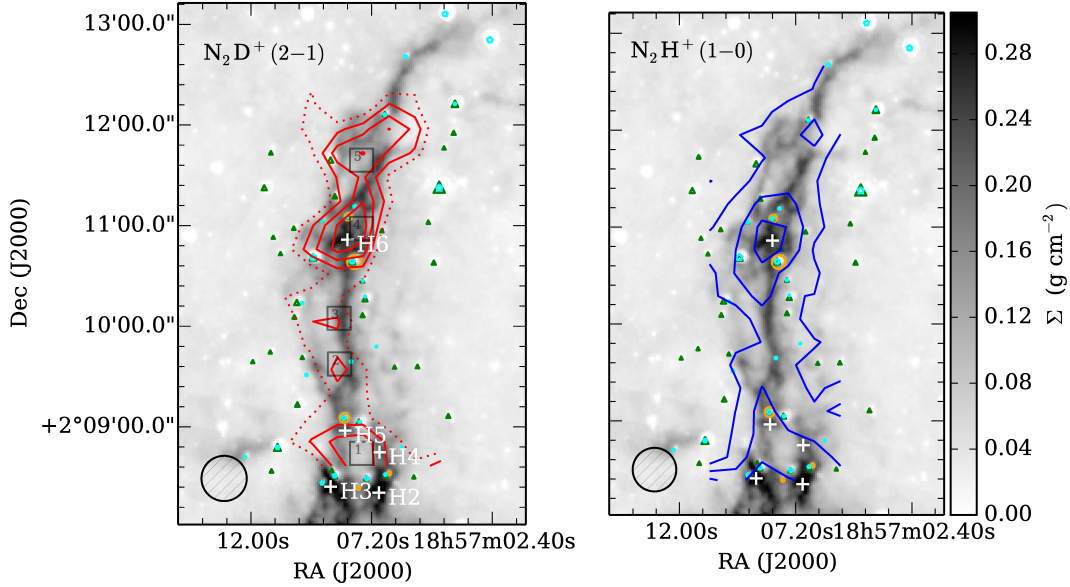 N₂D⁺ (2−1)
13'00.0"
12'00.0"
11'00.0"
10'00.0"
+2°09'00.0"
Dec (J2000)
5
4
H6
3
H5
1
H4
H3
H2
12.00s
07.20s
RA (J2000)
N₂H⁺ (1−0)
12.00s
07.20s
18h57m02.40s
RA (J2000)
18h57m02.40s
0.28
0.24
0.20
0.16
0.12
0.08
0.04
0.00
Σ (g cm⁻²)